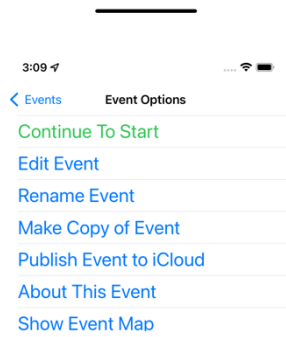 3:09
Events
Event Options
Continue To Start
Edit Event
Rename Event
Make Copy of Event
Publish Event to iCloud
About This Event
Show Event Map